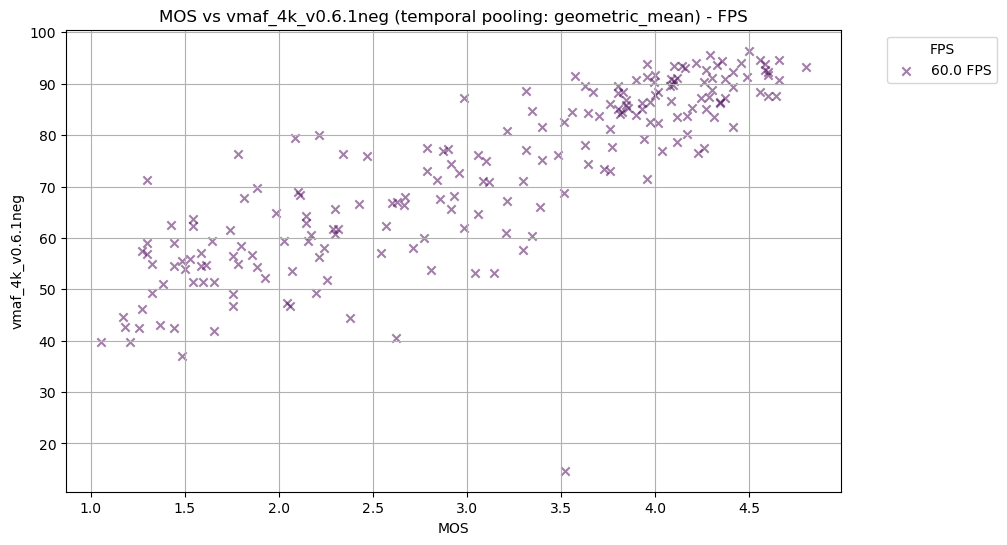 MOS vs vmaf_4k_v0.6.1neg (temporal pooling: geometric_mean) - FPS
FPS
60.0 FPS
vmaf_4k_v0.6.1neg
100
90
80
70
60
50
40
30
20
1.0 1.5 2.0 2.5 3.0 3.5 4.0 4.5
MOS